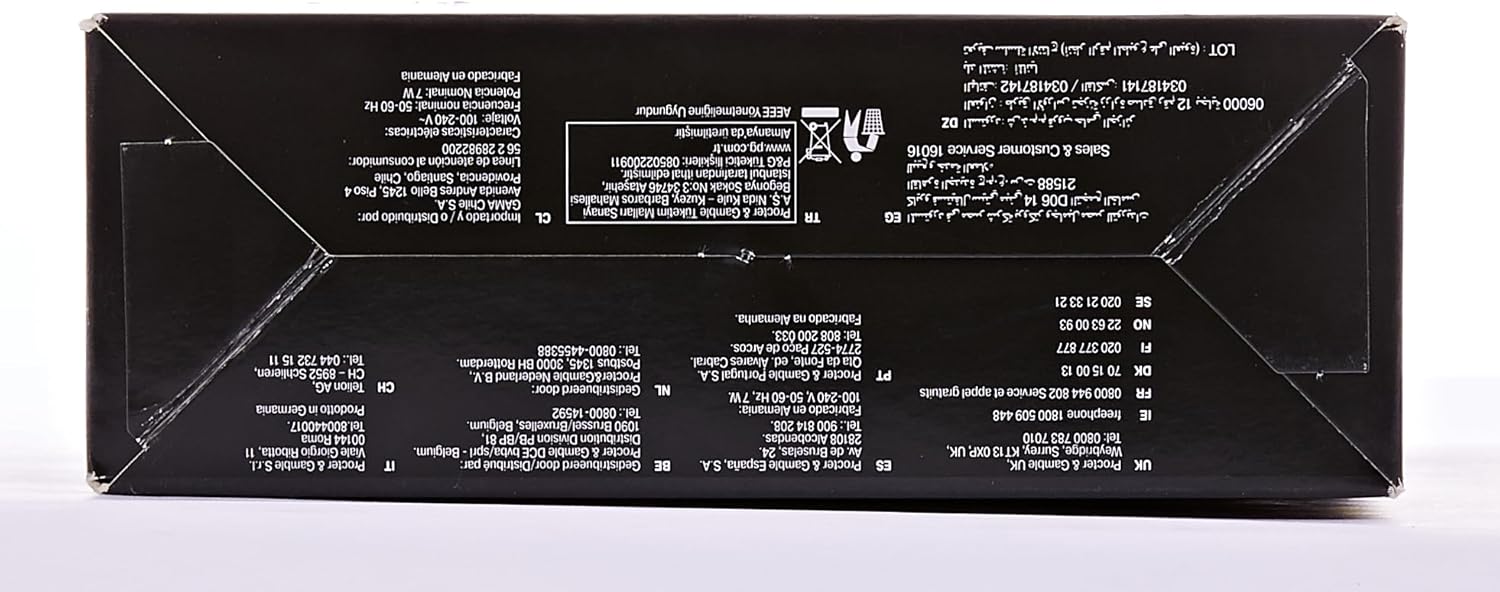 UK Procter & Gamble UK,
Weybridge, Surrey, KT13 0XP, UK,
Tel: 0800 783 7010
IE freephone 1800 509 448
FR 0800 944 802 Service et appel gratuits
DK 70 15 00 13
FI 020 377 877
NO 22 63 00 93
SE 020 21 33 21
ES Procter & Gamble España, S.A.
Av. de Bruselas, 24,
28108 Alcobendas.
Tel: 900 814 208.
Fabricado en Alemania:
100-240 V, 50-60 Hz, 7 W.
PT Procter & Gamble Portugal S.A.
Qta da Fonte, ed. Álvares Cabral.
2774-527 Paço de Arcos.
Tel: 808 200 033.
Fabricado na Alemanha.
BE Gedistribueerd door/Distribué par:
Procter & Gamble DCE bvba / sprl - Belgium.
Distribution Division PB/BP 81,
1090 Brussel/Bruxelles, Belgium.
Tel.: 0800-14592
NL Gedistribueerd door:
Procter&Gamble Nederland B.V.
Postbus 1345, 3000 BH Rotterdam.
Tel.: 0800-4455388
IT Procter & Gamble S.r.l.
Viale Giorgio Ribotta, 11
00144 Roma
Tel.800440017.
Prodotto in Germania
CH Telion AG,
CH – 8952 Schlieren,
Tel.: 044 732 15 11
EG
D06 14
21588
Sales & Customer Service 16016
DZ
12 06000
034187142 / 034187141
LOT :
TR Procter & Gamble Tüketim Malları Sanayi
A.Ş. Nida Kule – Kuzey, Barbaros Mahallesi
Begonya Sokak No:3 34746 Ataşehir,
İstanbul tarafından ithal edilmiştir.
P&G Tüketici İlişkileri: 08502200911
www.pg.com.tr
Almanya'da üretilmiştir
AEEE Yönetmeliğine Uygundur
CL Importado y / o Distribuido por:
GAMA Chile S.A.
Avenida Andres Bello 1245, Piso 4
Providencia, Santiago, Chile,
Línea de atención al consumidor:
56 2 28982200
Características eléctricas:
Voltaje: 100-240 V ~
Frecuencia nominal: 50-60 Hz
Potencia Nominal: 7 W
Fabricado en Alemania